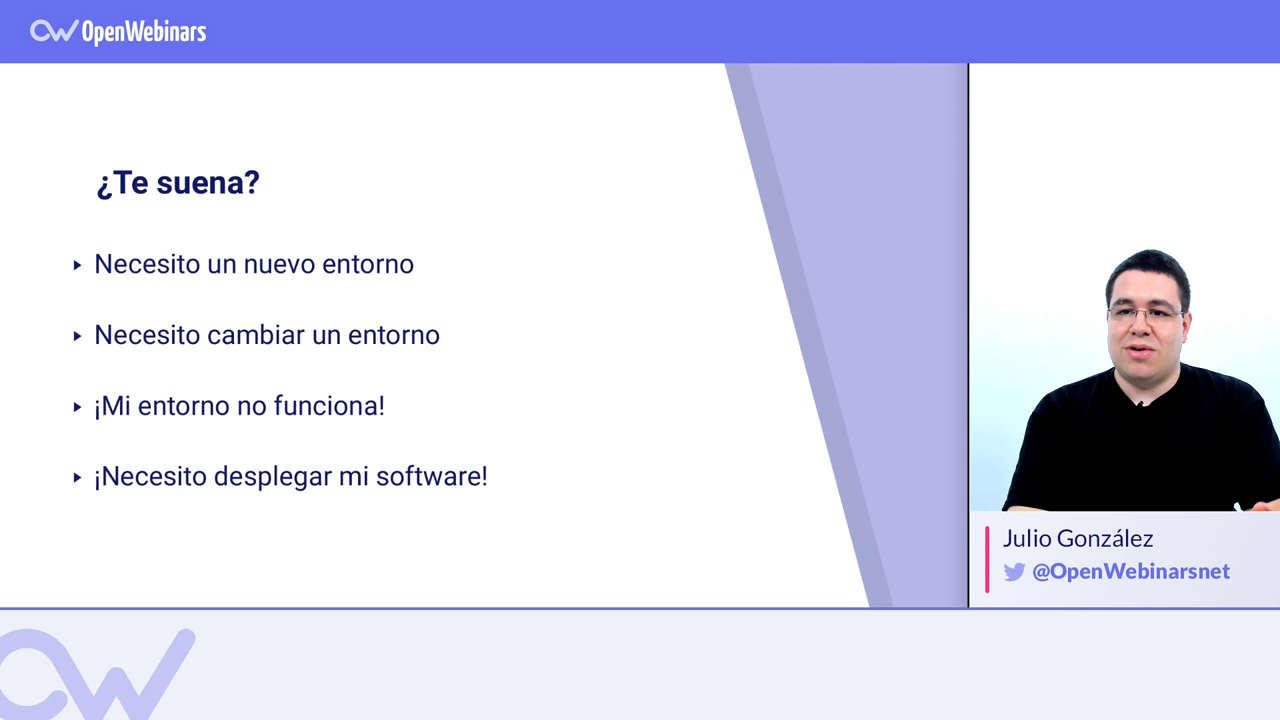 OpenWebinars
¿Te suena?
Necesito un nuevo entorno
Necesito cambiar un entorno
¡Mi entorno no funciona!
¡Necesito desplegar mi software!
Julio González
@OpenWebinarsnet